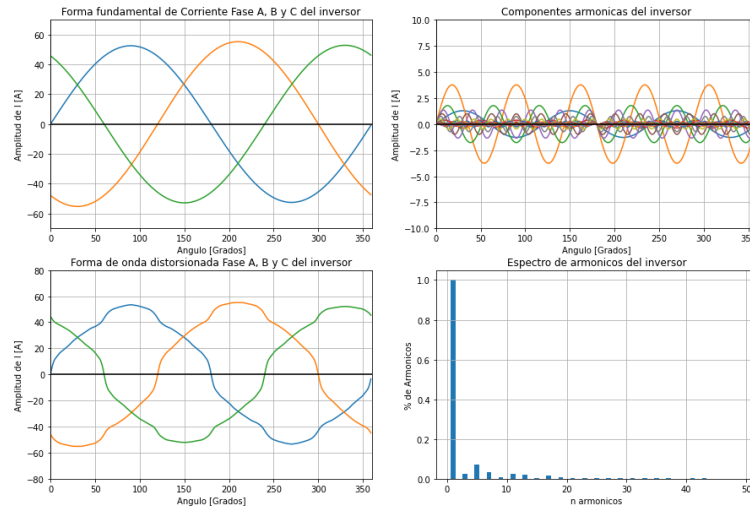 Forma fundamental de Corriente Fase A, B y C del inversor
Amplitud de I [A]
60
40
20
0
−20
−40
−60
0 50 100 150 200 250 300 350
Angulo [Grados]
Componentes armonicas del inversor
Amplitud de I [A]
10.0
7.5
5.0
2.5
0.0
−2.5
−5.0
−7.5
−10.0
0 50 100 150 200 250 300 350
Angulo [Grados]
Forma de onda distorsionada Fase A, B y C del inversor
Amplitud de I [A]
80
60
40
20
0
−20
−40
−60
−80
0 50 100 150 200 250 300 350
Angulo [Grados]
Espectro de armonicos del inversor
% de Armonicos
1.0
0.8
0.6
0.4
0.2
0.0
0 10 20 30 40 50
n armonicos